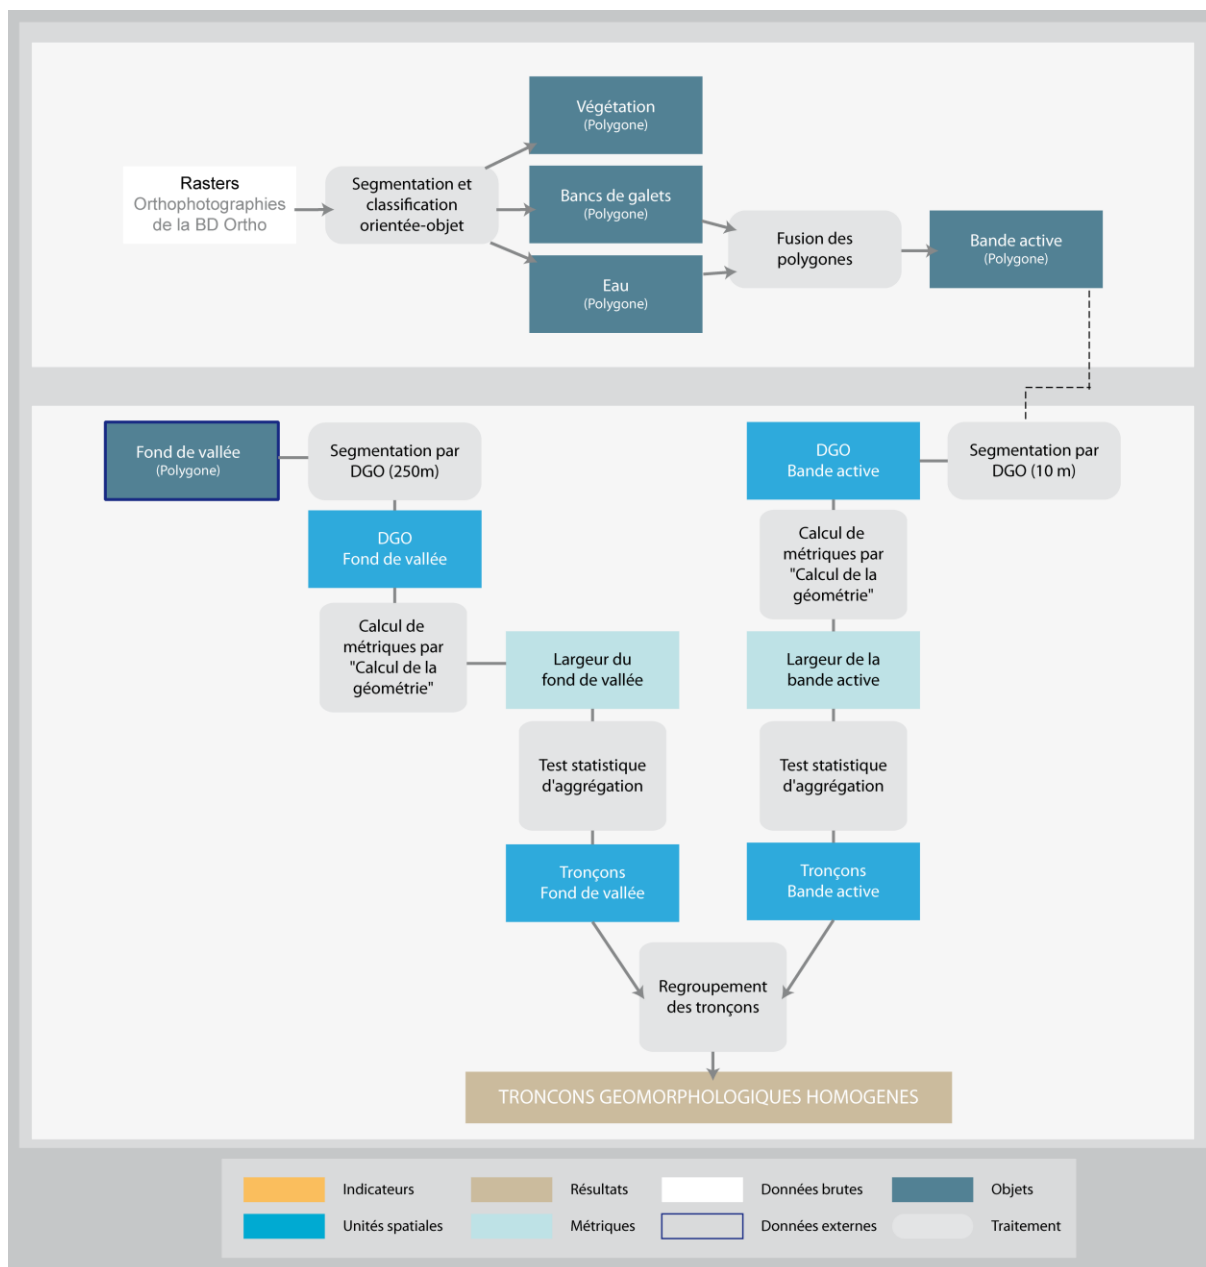 Végétation
(Polygone)
Rasters
Orthophotographies
de la BD Ortho
Segmentation et
classification
orientée-objet
Bancs de galets
(Polygone)
Eau
(Polygone)
Fusion des
polygones
Bande active
(Polygone)
Fond de vallée
(Polygone)
Segmentation par
DGO (250m)
DGO
Fond de vallée
Calcul de
métriques par
"Calcul de la
géométrie"
Largeur du
fond de vallée
Test statistique
d'aggrégation
Tronçons
Fond de vallée
Segmentation par
DGO (10 m)
DGO
Bande active
Calcul de
métriques par
"Calcul de la
géométrie"
Largeur de la
bande active
Test statistique
d'aggrégation
Tronçons
Bande active
Regroupement
des tronçons
TRONCONS GEOMORPHOLOGIQUES HOMOGENES
Indicateurs
Résultats
Données brutes
Objets
Unités spatiales
Métriques
Données externes
Traitement